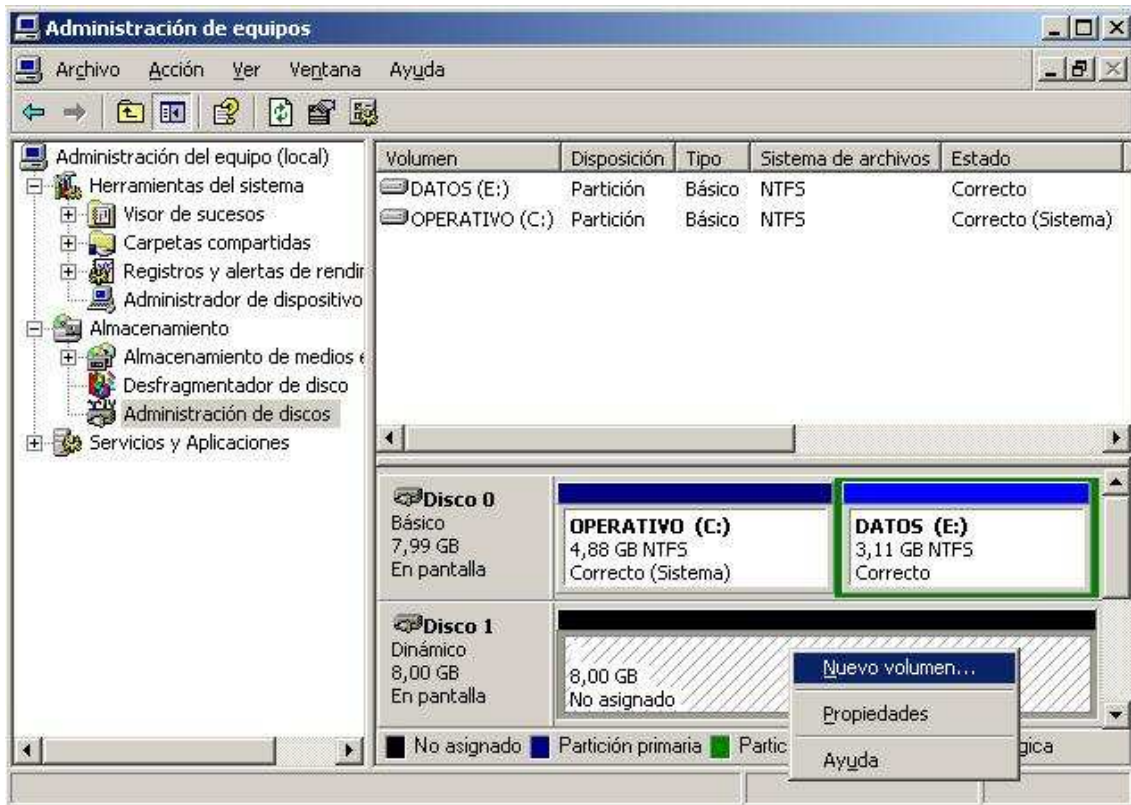 Administración de equipos
Archivo Acción Ver Ventana Ayuda
Administración del equipo (local)
Herramientas del sistema
Visor de sucesos
Carpetas compartidas
Registros y alertas de rendir
Administrador de dispositivo
Almacenamiento
Almacenamiento de medios e
Desfragmentador de disco
Administración de discos
Servicios y Aplicaciones
Volumen Disposición Tipo Sistema de archivos Estado
DATOS (E:) Partición Básico NTFS Correcto
OPERATIVO (C:) Partición Básico NTFS Correcto (Sistema)
Disco 0
Básico
7,99 GB
En pantalla
OPERATIVO (C:)
4,88 GB NTFS
Correcto (Sistema)
DATOS (E:)
3,11 GB NTFS
Correcto
Disco 1
Dinámico
8,00 GB
En pantalla
8,00 GB
No asignado
Nuevo volumen...
Propiedades
Ayuda
No asignado Partición primaria Partic gica